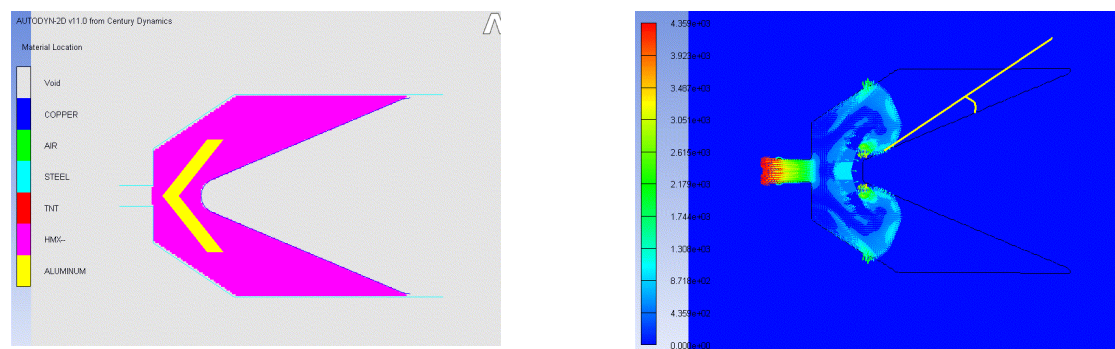 AUTODYN-2D v11.0 from Century Dynamics
Material Location
Void
COPPER
AIR
STEEL
TNT
HMX--
ALUMINUM
4.359e+03
3.923e+03
3.487e+03
3.051e+03
2.615e+03
2.179e+03
1.744e+03
1.308e+03
8.718e+02
4.359e+02
0.000e+00